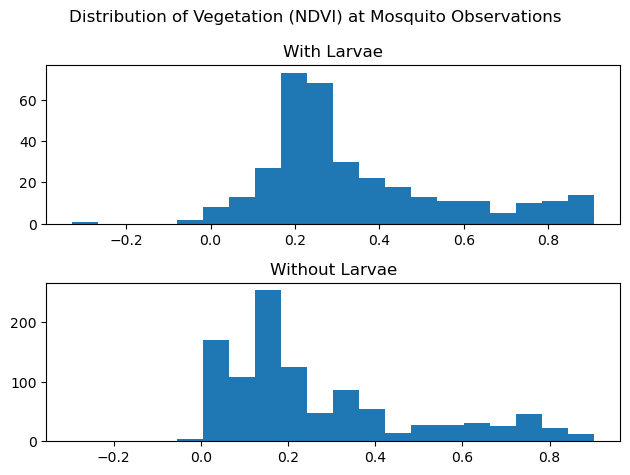 Distribution of Vegetation (NDVI) at Mosquito Observations
With Larvae
60
40
20
0
−0.2 0.0 0.2 0.4 0.6 0.8
Without Larvae
200
100
0
−0.2 0.0 0.2 0.4 0.6 0.8